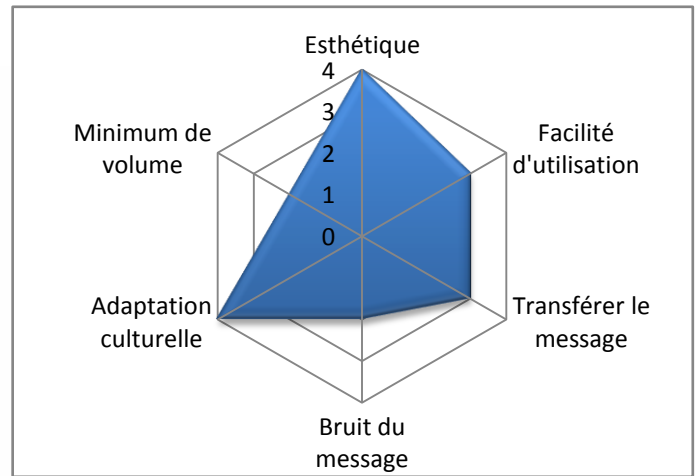 Esthétique
4
3
2
1
0
Facilité
d'utilisation
Transférer le
message
Bruit du
message
Adaptation
culturelle
Minimum de
volume